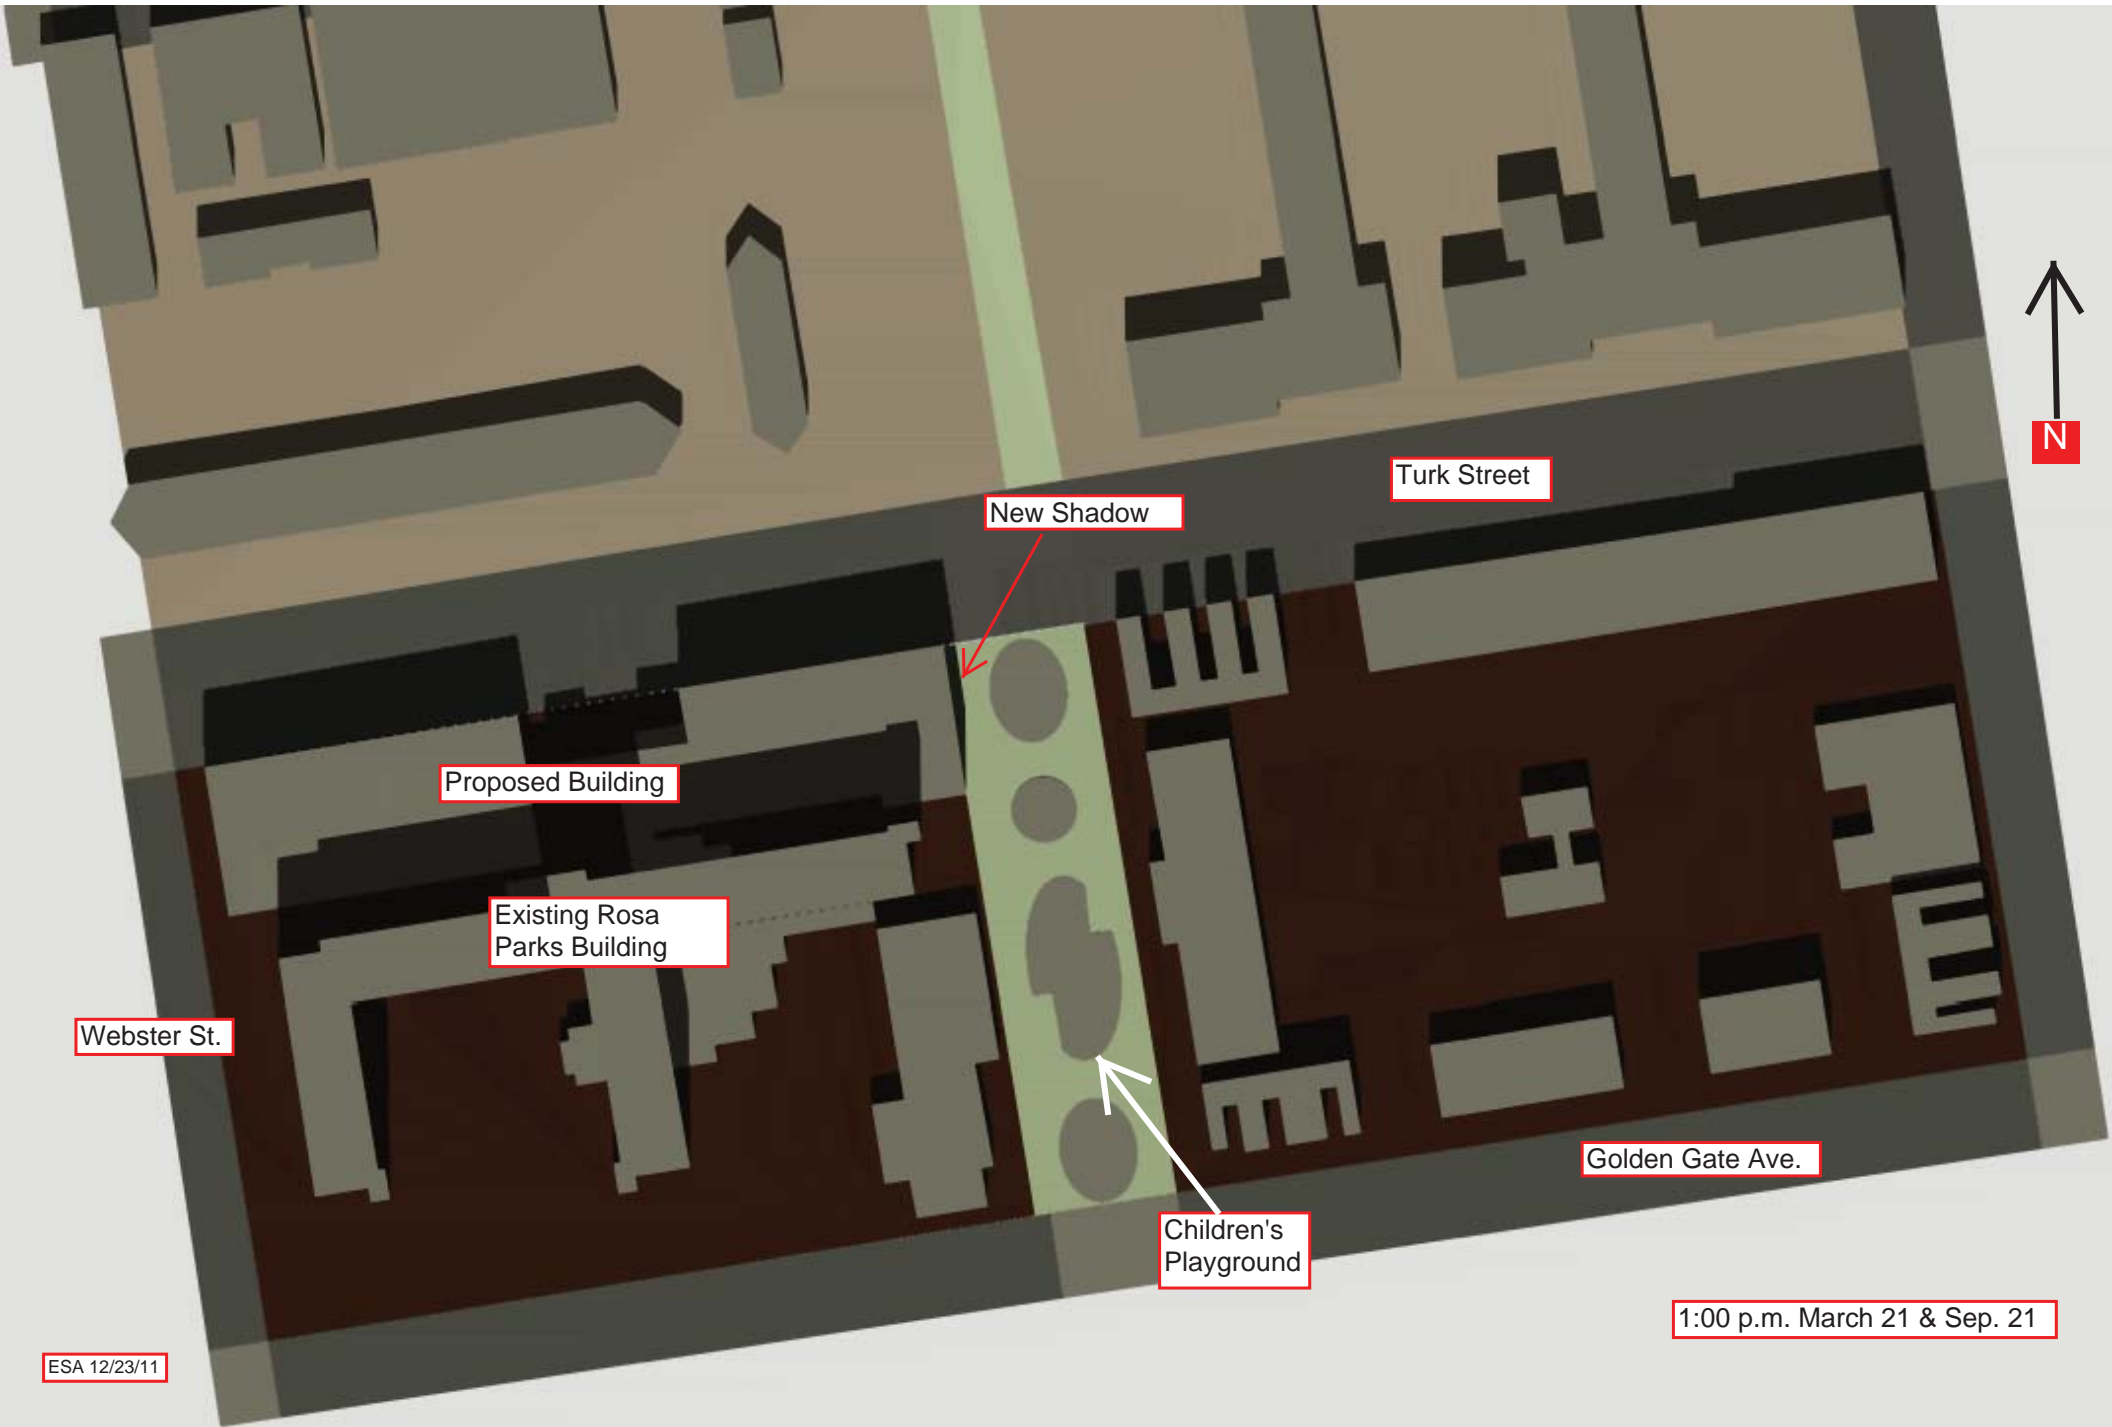 N
Turk Street
New Shadow
Proposed Building
Existing Rosa
Parks Building
Webster St.
Golden Gate Ave.
Children's
Playground
1:00 p.m. March 21 & Sep. 21
ESA 12/23/11